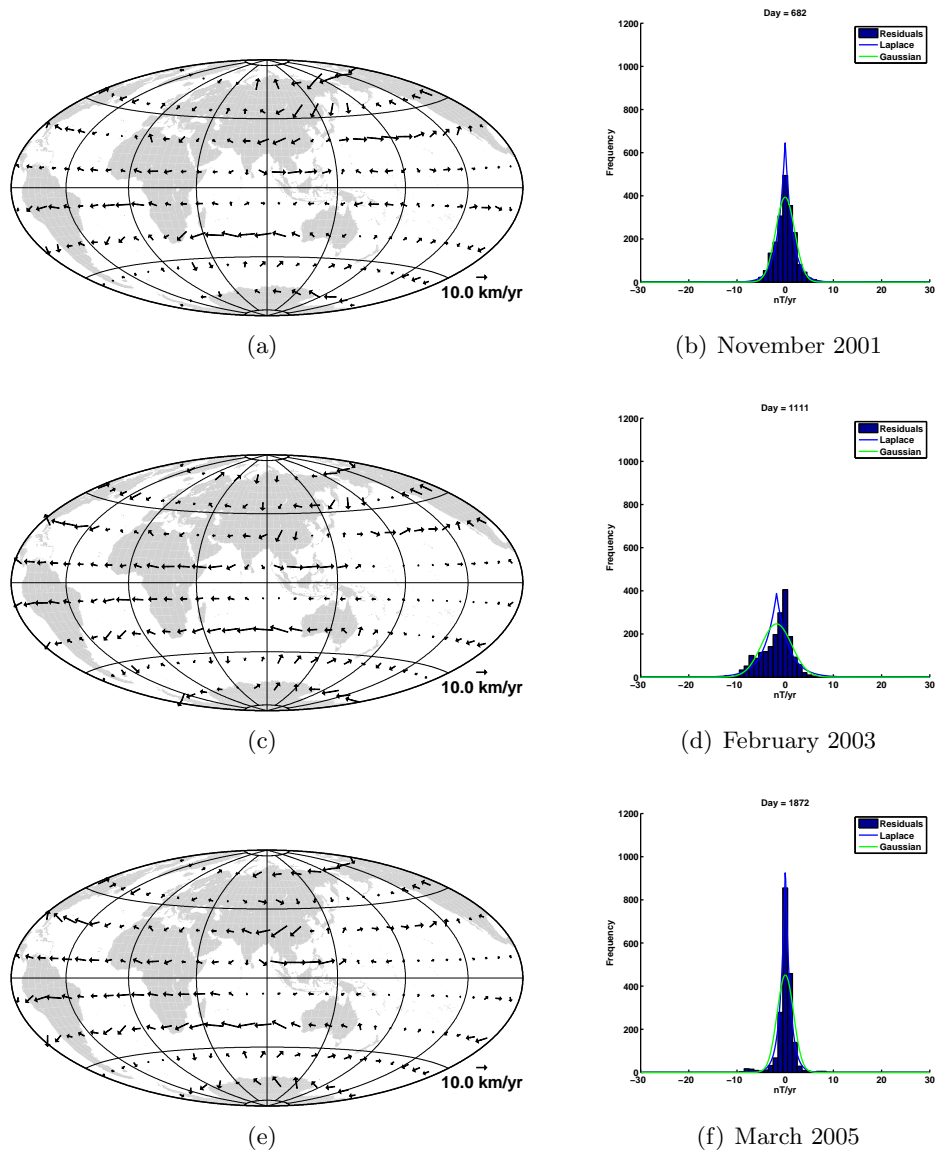 10.0 km/yr
(a)
Day = 682
1200
1000
800
600
400
200
0
Frequency
−30 −20 −10 0 10 20 30
nT/yr
Residuals
Laplace
Gaussian
(b) November 2001
10.0 km/yr
(c)
Day = 1111
1200
1000
800
600
400
200
0
Frequency
−30 −20 −10 0 10 20 30
nT/yr
Residuals
Laplace
Gaussian
(d) February 2003
10.0 km/yr
(e)
Day = 1872
1200
1000
800
600
400
200
0
Frequency
−30 −20 −10 0 10 20 30
nT/yr
Residuals
Laplace
Gaussian
(f) March 2005